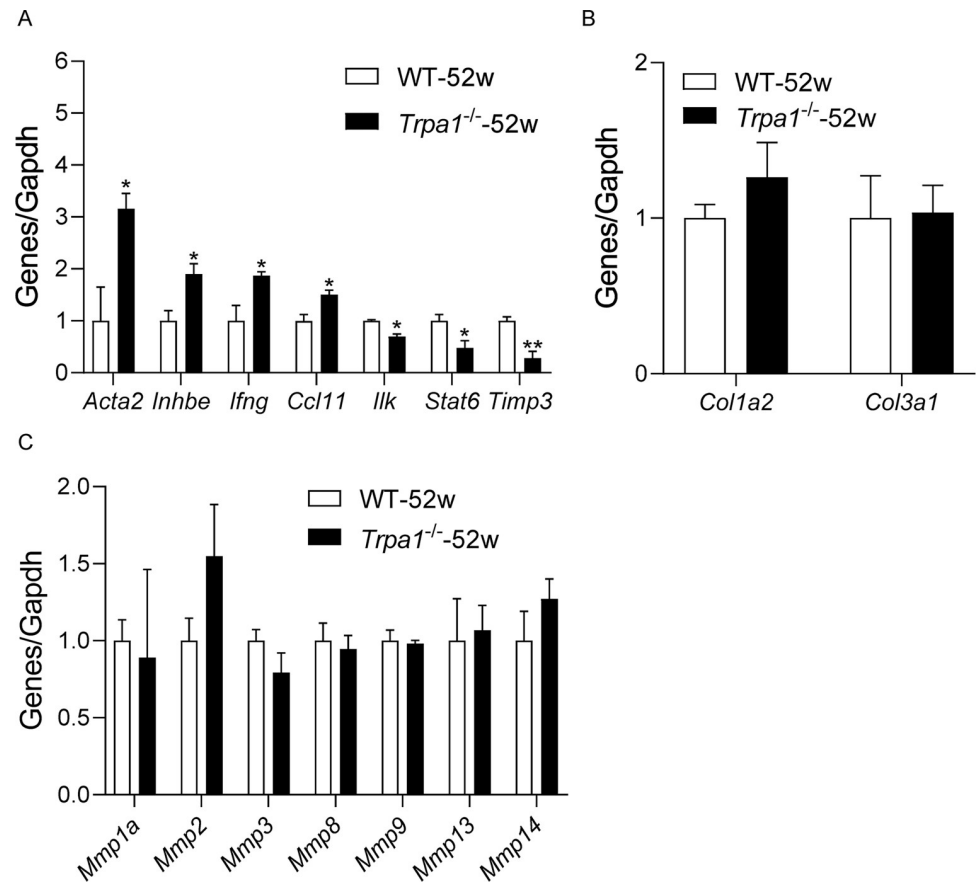 A
Genes/Gapdh
6
5
4
3
2
1
0
WT-52w
Trpa1-/--52w
*
*
*
*
*
*
**
Acta2 Inhbe Ifng Ccl11 Ilk Stat6 Timp3
B
Genes/Gapdh
2
1
0
WT-52w
Trpa1-/--52w
Col1a2 Col3a1
C
Genes/Gapdh
2.0
1.5
1.0
0.5
0.0
WT-52w
Trpa1-/--52w
Mmp1a Mmp2 Mmp3 Mmp8 Mmp9 Mmp13 Mmp14